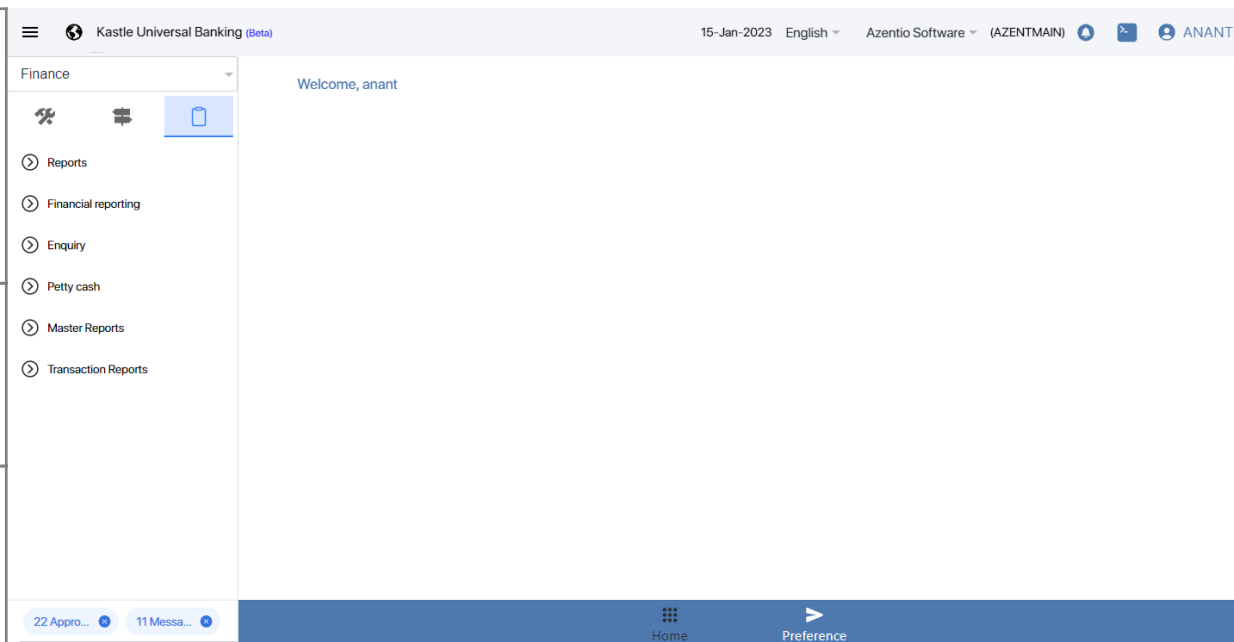 Kastle Universal Banking (Beta)
15-Jan-2023 English Azentio Software (AZENTMAIN) ANANT
Finance
Welcome, anant
Reports
Financial reporting
Enquiry
Petty cash
Master Reports
Transaction Reports
22 Appro... 11 Messa...
Home Preference